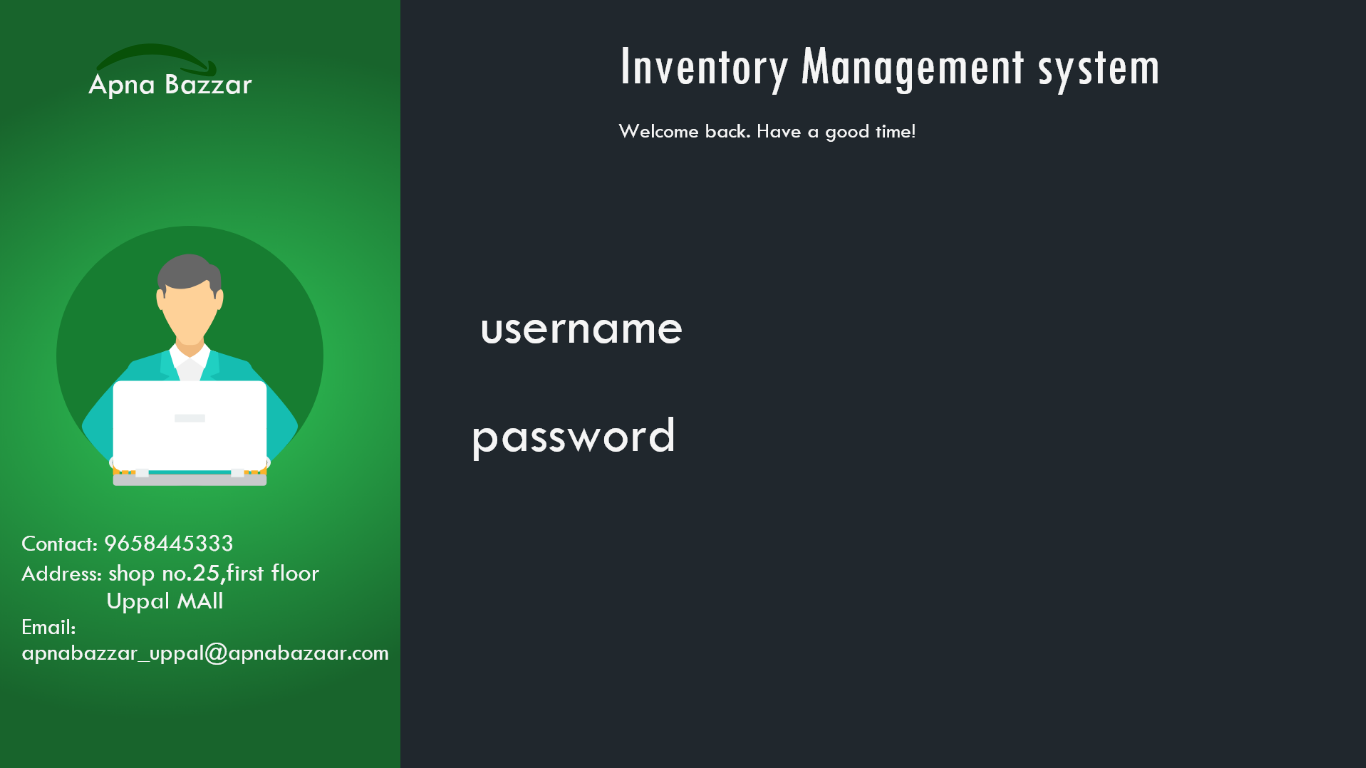 Apna Bazzar
Inventory Management system
Welcome back. Have a good time!
username
password
Contact: 9658445333
Address: shop no.25,first floor
Uppal MAll
Email:
apnabazzar_uppal@apnabazaar.com